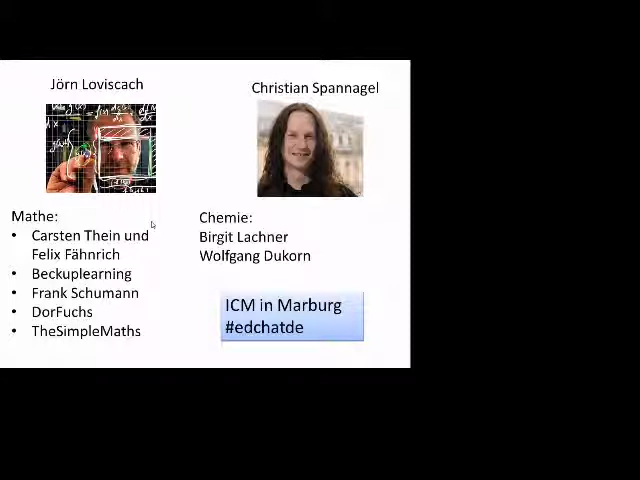 Jörn Loviscach
Christian Spannagel
Mathe:
• Carsten Thein und
Felix Fähnrich
• Beckuplearning
• Frank Schumann
• DorFuchs
• TheSimpleMaths
Chemie:
Birgit Lachner
Wolfgang Dukorn
ICM in Marburg
#edchatde